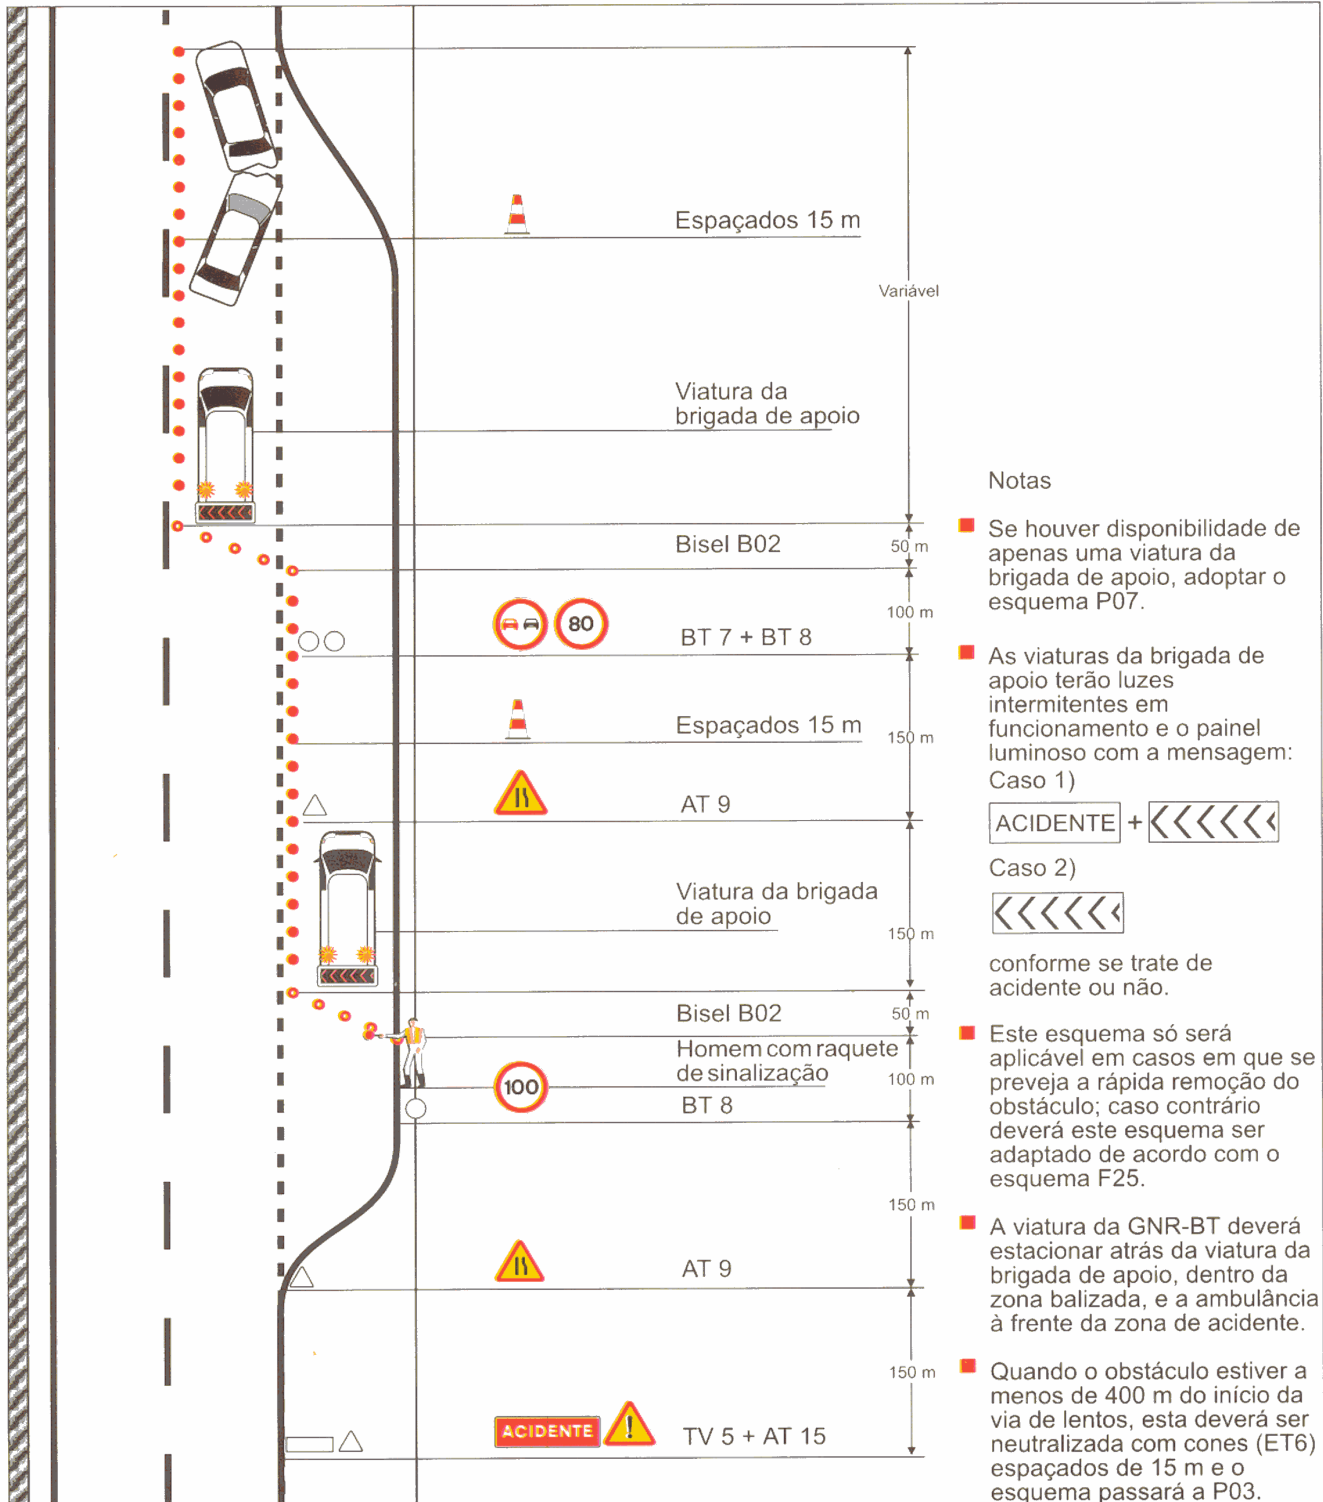 Espaçados 15 m
Variável
Viatura da
brigada de apoio
Bisel B02
50 m
100 m
80
BT 7 + BT 8
Espaçados 15 m
150 m
AT 9
Viatura da brigada
de apoio
150 m
Bisel B02
50 m
Homem com raquete
de sinalização
100
100 m
BT 8
150 m
AT 9
150 m
ACIDENTE
!
TV 5 + AT 15
Notas
Se houver disponibilidade de
apenas uma viatura da
brigada de apoio, adoptar o
esquema P07.
As viaturas da brigada de
apoio terão luzes
intermitentes em
funcionamento e o painel
luminoso com a mensagem:
Caso 1)
ACIDENTE +
Caso 2)
conforme se trate de
acidente ou não.
Este esquema só será
aplicável em casos em que se
preveja a rápida remoção do
obstáculo; caso contrário
deverá este esquema ser
adaptado de acordo com o
esquema F25.
A viatura da GNR-BT deverá
estacionar atrás da viatura da
brigada de apoio, dentro da
zona balizada, e a ambulância
à frente da zona de acidente.
Quando o obstáculo estiver a
menos de 400 m do início da
via de lentos, esta deverá ser
neutralizada com cones (ET6)
espaçados de 15 m e o
esquema passará a P03.